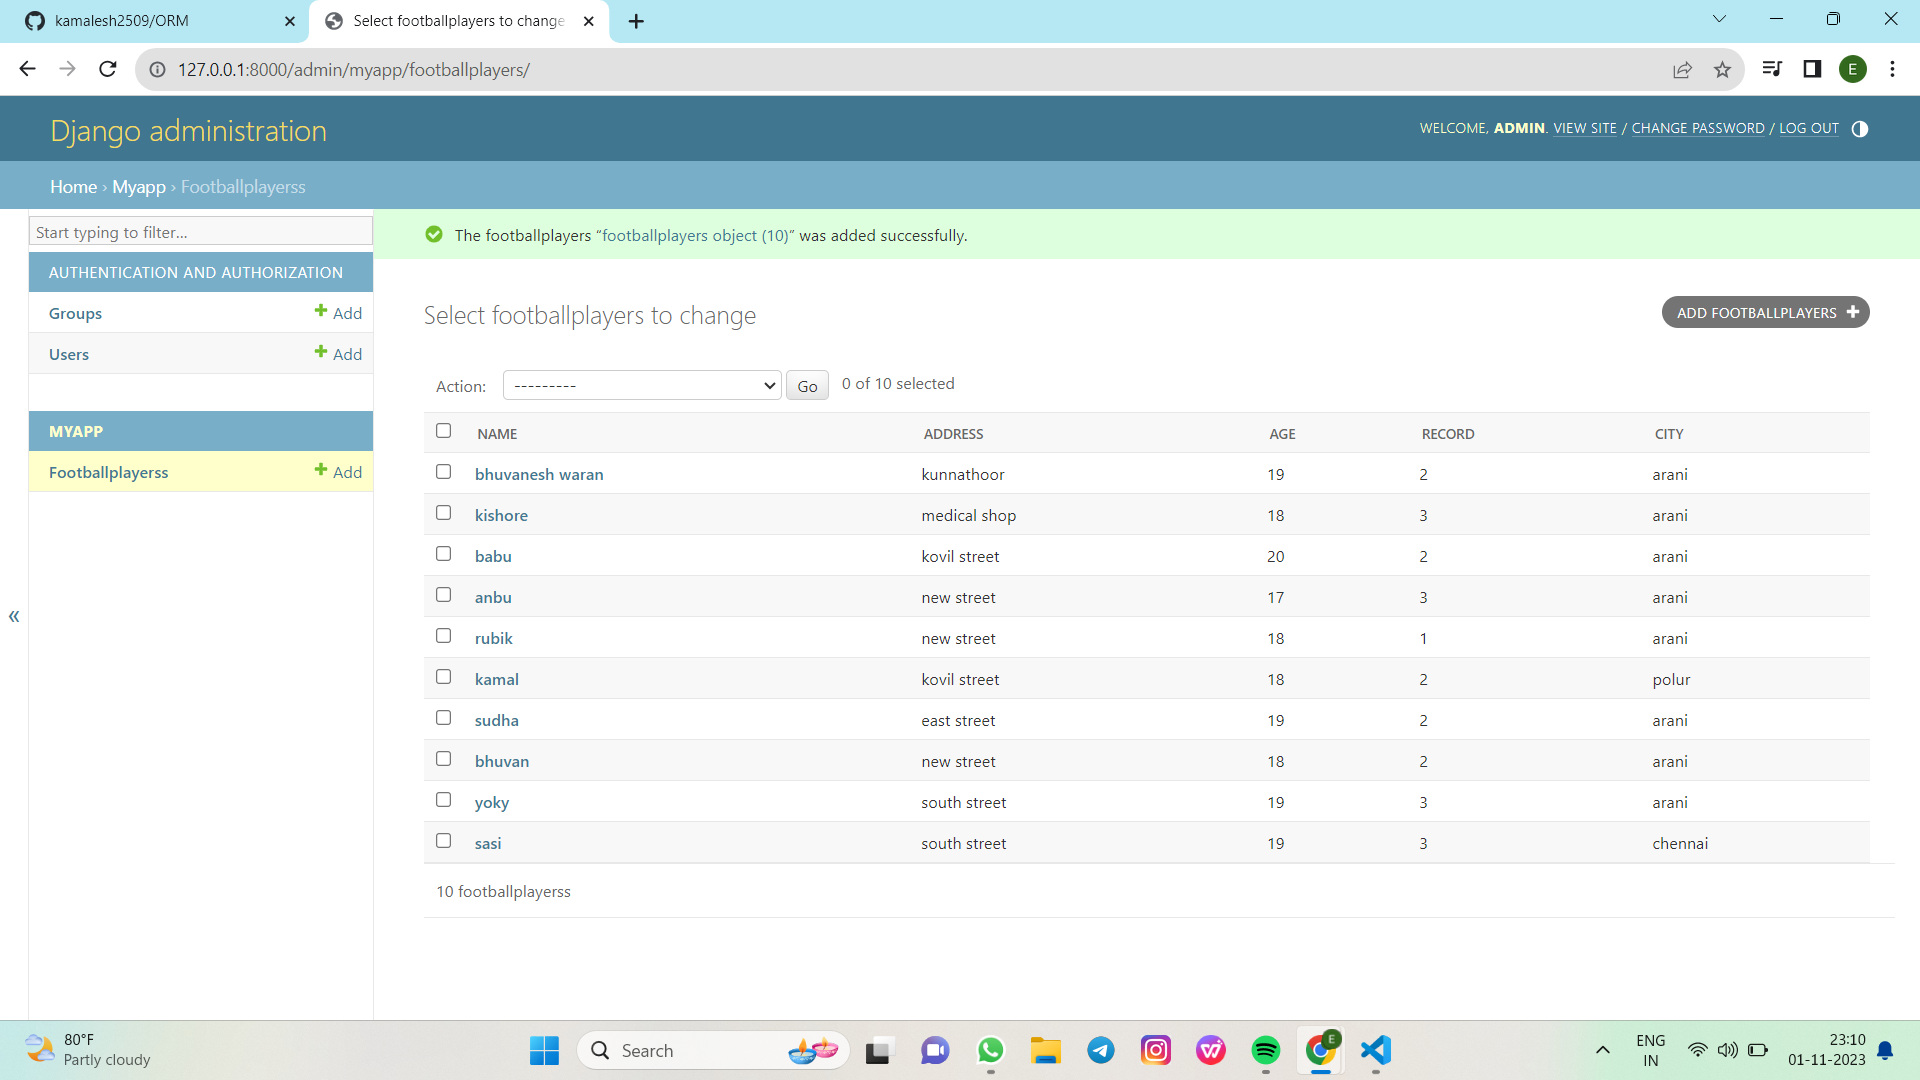 kamalesh2509/ORM
Select footballplayers to change
127.0.0.1:8000/admin/myapp/footballplayers/
E
Django administration
WELCOME, ADMIN. VIEW SITE / CHANGE PASSWORD / LOG OUT
Home › Myapp › Footballplayerss
Start typing to filter...
The footballplayers “footballplayers object (10)” was added successfully.
AUTHENTICATION AND AUTHORIZATION
Groups Add
Users Add
MYAPP
Footballplayerss Add
«
Select footballplayers to change
ADD FOOTBALLPLAYERS
Action: --------- Go 0 of 10 selected
NAME ADDRESS AGE RECORD CITY
bhuvanesh waran kunnathoor 19 2 arani
kishore medical shop 18 3 arani
babu kovil street 20 2 arani
anbu new street 17 3 arani
rubik new street 18 1 arani
kamal kovil street 18 2 polur
sudha east street 19 2 arani
bhuvan new street 18 2 arani
yoky south street 19 3 arani
sasi south street 19 3 chennai
10 footballplayerss
80°F
Partly cloudy
Search
E
ENG
IN
23:10
01-11-2023